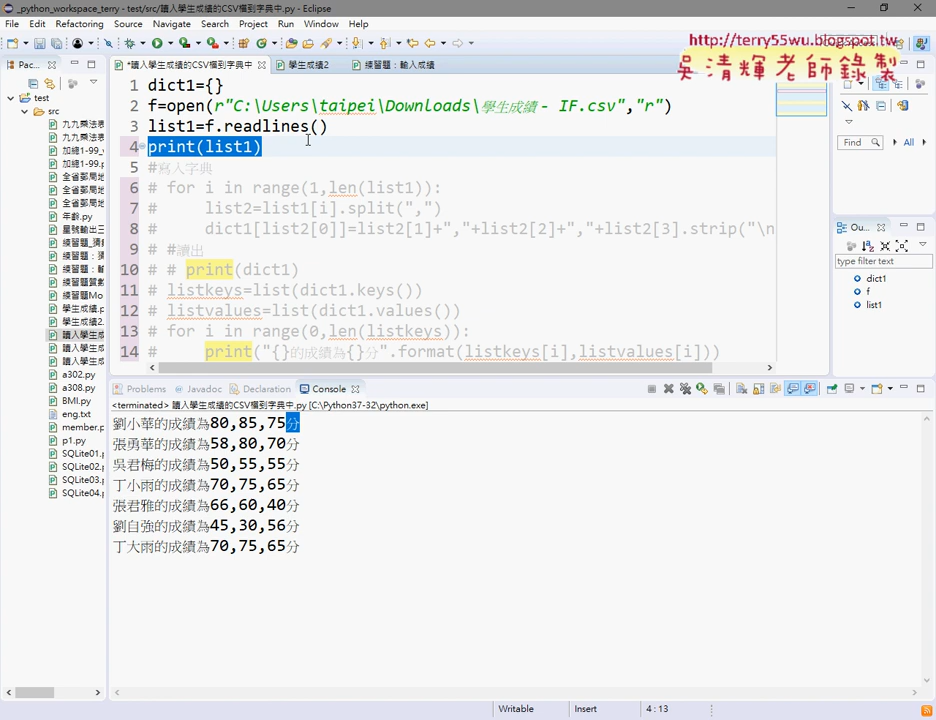 _python_workspace_terry - test/src/讀入學生成績的CSV檔到字典中.py - Eclipse
File Edit Refactoring Source Navigate Search Project Run Window Help
http://terry55wu.blogspot.tw
吳清輝老師錄製
Pac...
*讀入學生成績的CSV檔到字典中
學生成績2
練習題：輸入成績
test
src
九九乘法表
九九乘法表
加總1-99_
加總1-99.p
全省郵局地
全省郵局地
全省郵局地
年齡.py
星號輸出三
練習題_猜
練習題：猜
練習題：輸
練習題質數
練習題Mo
學生成績.p
學生成績2.
讀入學生成
讀入學生成
讀入學生成
a302.py
a308.py
BMI.py
eng.txt
member.p
p1.py
SQLite01.p
SQLite02.p
SQLite03.p
SQLite04.p
1 dict1={}
2 f=open(r"C:\Users\taipei\Downloads\學生成績 - IF.csv","r")
3 list1=f.readlines()
4 print(list1)
5 #寫入字典
6 # for i in range(1,len(list1)):
7 #     list2=list1[i].split(",")
8 #     dict1[list2[0]]=list2[1]+","+list2[2]+","+list2[3].strip("\n
9 # #讀出
10 # # print(dict1)
11 # listkeys=list(dict1.keys())
12 # listvalues=list(dict1.values())
13 # for i in range(0,len(listkeys)):
14 #     print("{}的成績為{}分".format(listkeys[i],listvalues[i]))
Find
All
Ou...
type filter text
dict1
f
list1
Problems Javadoc Declaration Console
<terminated> 讀入學生成績的CSV檔到字典中.py [C:\Python37-32\python.exe]
劉小華的成績為80,85,75分
張勇華的成績為58,80,70分
吳君梅的成績為50,55,55分
丁小雨的成績為70,75,65分
張君雅的成績為66,60,40分
劉自強的成績為45,30,56分
丁大雨的成績為70,75,65分
Writable
Insert
4 : 13